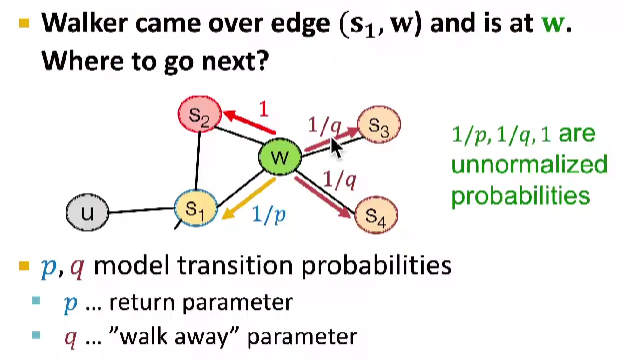 Walker came over edge (s₁, w) and is at w.
Where to go next?
s₂
1
1/q
s₃
w
1/q
1/p, 1/q, 1 are
unnormalized
probabilities
u
s₁
1/p
s₄
p, q model transition probabilities
p ... return parameter
q ... ”walk away” parameter